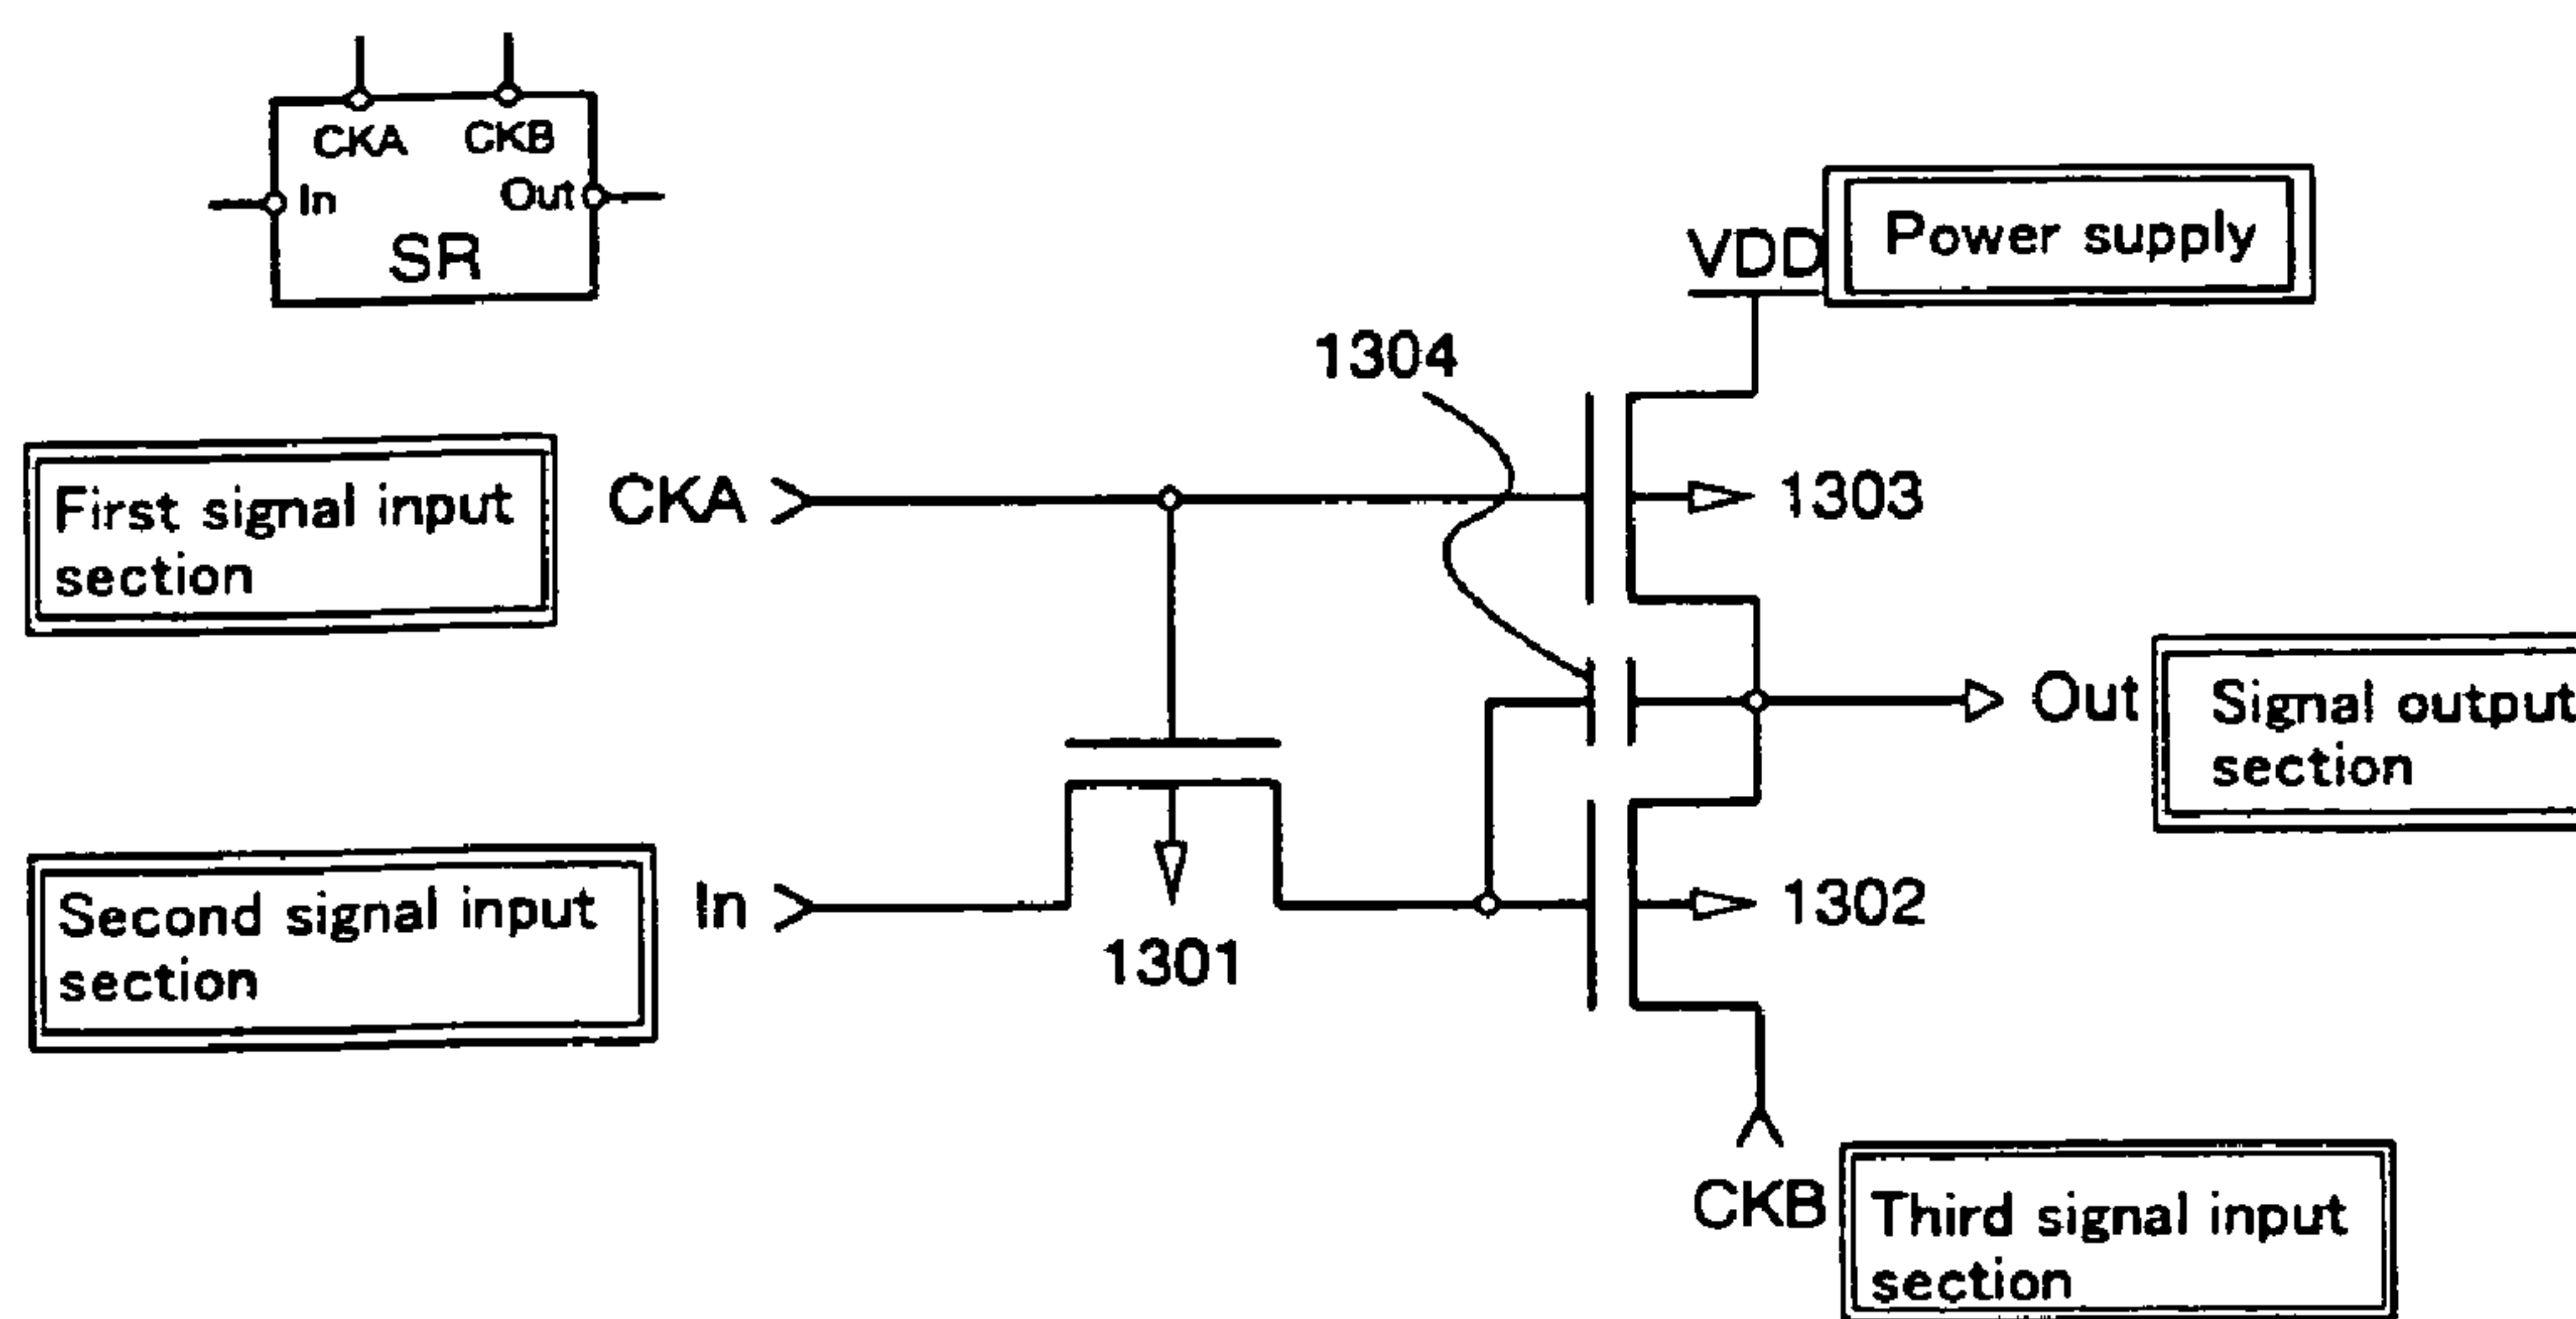 CKA CKB
In Out
SR
VDD
Power supply
1304
First signal input
section
CKA
1303
Out
Signal output
section
Second signal input
section
In
1301
1302
CKB
Third signal input
section